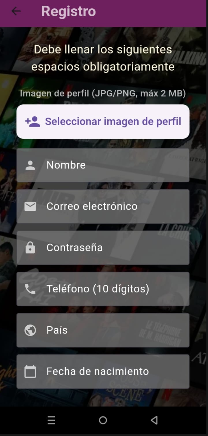 Registro
Debe llenar los siguientes
espacios obligatoriamente
Imagen de perfil (JPG/PNG, máx 2 MB)
Seleccionar imagen de perfil
Nombre
Correo electrónico
Contraseña
Teléfono (10 dígitos)
País
Fecha de nacimiento